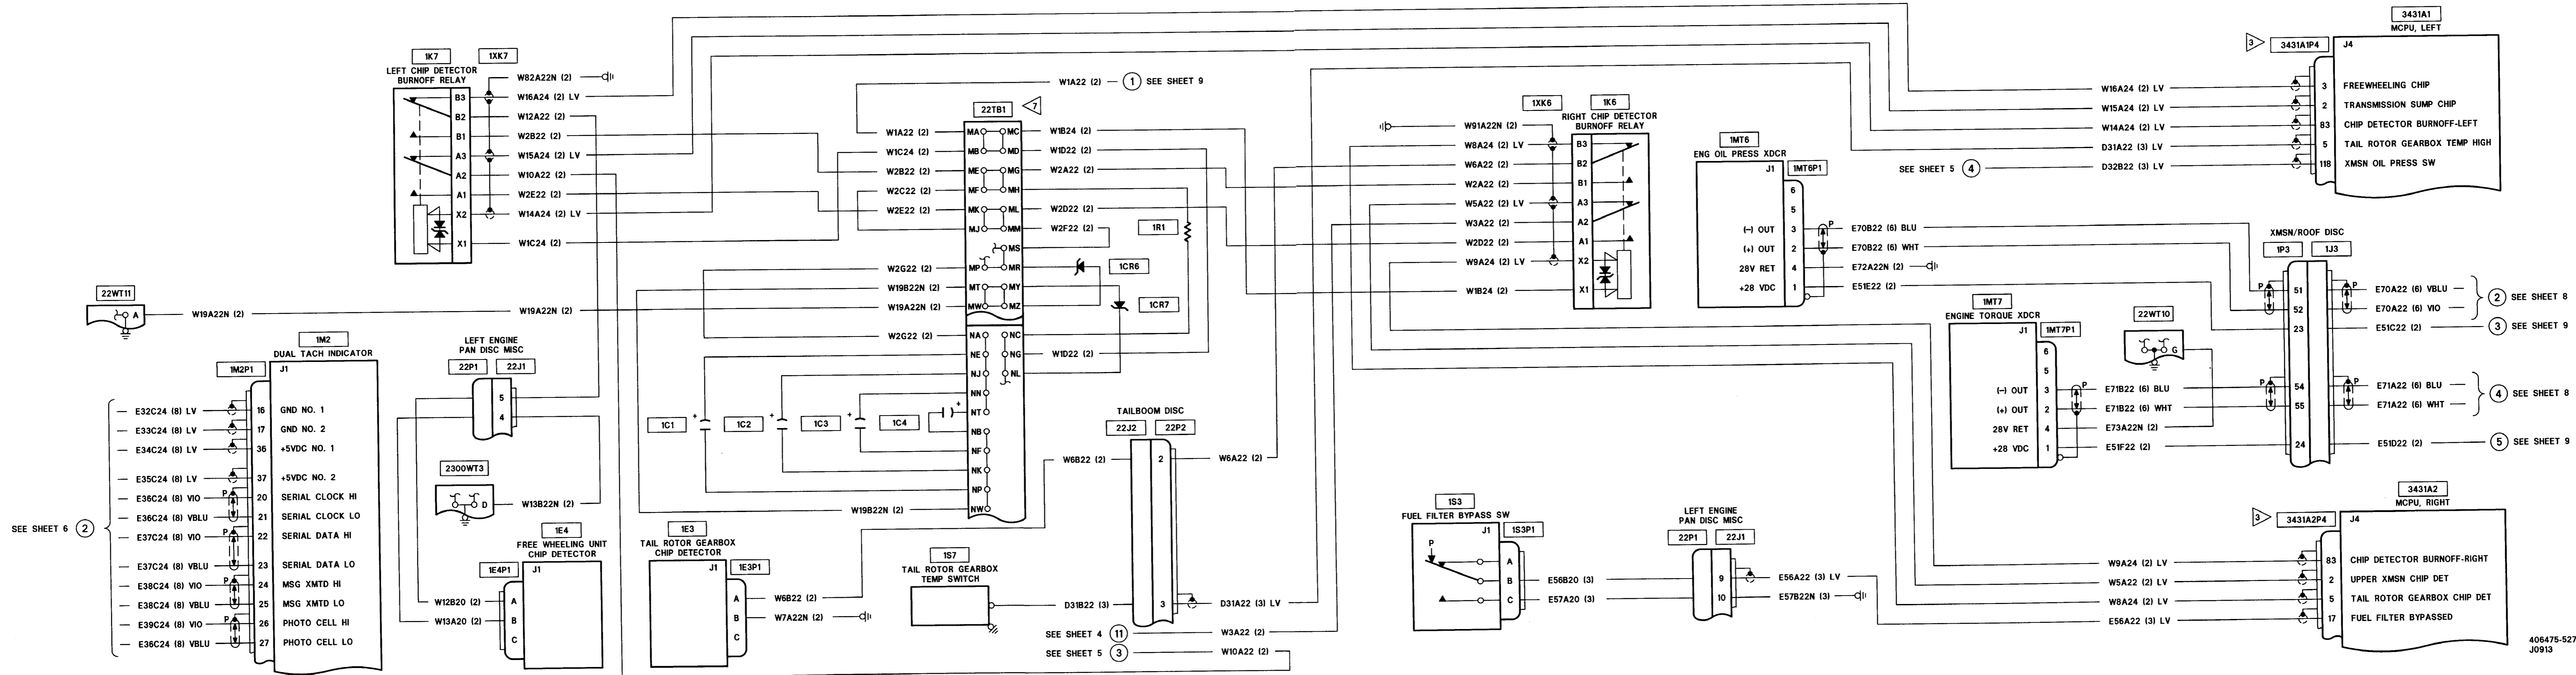 1K7
1XK7
LEFT CHIP DETECTOR
BURNOFF RELAY
B3
B2
B1
A3
A2
A1
X2
X1
W82A22N (2)
W16A24 (2) LV
W12A22 (2)
W2B22 (2)
W15A24 (2) LV
W10A22 (2)
W2E22 (2)
W14A24 (2) LV
W1C24 (2)
22WT11
A
W19A22N (2)
W19A22N (2)
1M2
DUAL TACH INDICATOR
1M2P1
J1
SEE SHEET 6 2
E32C24 (8) LV 16 GND NO. 1
E33C24 (8) LV 17 GND NO. 2
E34C24 (8) LV 36 +5VDC NO. 1
E35C24 (8) LV 37 +5VDC NO. 2
E36C24 (8) VIO P 20 SERIAL CLOCK HI
E36C24 (8) VBLU 21 SERIAL CLOCK LO
E37C24 (8) VIO P 22 SERIAL DATA HI
E37C24 (8) VBLU 23 SERIAL DATA LO
E38C24 (8) VIO P 24 MSG XMTD HI
E38C24 (8) VBLU 25 MSG XMTD LO
E39C24 (8) VIO P 26 PHOTO CELL HI
E36C24 (8) VBLU 27 PHOTO CELL LO
LEFT ENGINE
PAN DISC MISC
22P1
22J1
5
4
2300WT3
D
W13B22N (2)
1E4
FREE WHEELING UNIT
CHIP DETECTOR
1E4P1
J1
W12B20 (2) A
W13A20 (2) B
C
1E3
TAIL ROTOR GEARBOX
CHIP DETECTOR
J1
1E3P1
A W6B22 (2)
B W7A22N (2)
C
W1A22 (2) 1 SEE SHEET 9
22TB1
7
W1A22 (2) MA MC W1B24 (2)
W1C24 (2) MB MD W1D22 (2)
W2B22 (2) ME MG W2A22 (2)
W2C22 (2) MF MH
W2E22 (2) MK ML W2D22 (2)
MJ MM W2F22 (2)
MS
W2G22 (2) MP MR
W19B22N (2) MT MY
W19A22N (2) MW MZ
W2G22 (2) NA NC
NE NG W1D22 (2)
NJ NL
NN
NT
NB
NF
NK
NP
W19B22N (2) NW
1R1
1CR6
1CR7
1C1 +
1C2 +
1C3 +
1C4 +
TAILBOOM DISC
22J2
22P2
W6B22 (2) 2 W6A22 (2)
D31B22 (3) 3 D31A22 (3) LV
1S7
TAIL ROTOR GEARBOX
TEMP SWITCH
SEE SHEET 4 11 W3A22 (2)
SEE SHEET 5 3 W10A22 (2)
1XK6
1K6
RIGHT CHIP DETECTOR
BURNOFF RELAY
W91A22N (2)
W8A24 (2) LV B3
W6A22 (2) B2
W2A22 (2) B1
W5A22 (2) LV A3
W3A22 (2) A2
W2D22 (2) A1
W9A24 (2) LV X2
W1B24 (2) X1
1MT6
ENG OIL PRESS XDCR
J1
1MT6P1
6
5
(-) OUT 3 P E70B22 (6) BLU
(+) OUT 2 E70B22 (6) WHT
28V RET 4 E72A22N (2)
+28 VDC 1 E51E22 (2)
1MT7
ENGINE TORQUE XDCR
J1
1MT7P1
6
5
(-) OUT 3 P E71B22 (6) BLU
(+) OUT 2 E71B22 (6) WHT
28V RET 4 E73A22N (2)
+28 VDC 1 E51F22 (2)
22WT10
G
1S3
FUEL FILTER BYPASS SW
J1
1S3P1
P
A
B E56B20 (3)
C E57A20 (3)
LEFT ENGINE
PAN DISC MISC
22P1
22J1
9 E56A22 (3) LV
10 E57B22N (3)
XMSN/ROOF DISC
1P3
1J3
P 51 P E70A22 (6) VBLU
52 E70A22 (6) VIO
2 SEE SHEET 8
23 E51C22 (2) 3 SEE SHEET 9
P 54 P E71A22 (6) BLU
55 E71A22 (6) WHT
4 SEE SHEET 8
24 E51D22 (2) 5 SEE SHEET 9
3431A1
MCPU, LEFT
3
3431A1P4
J4
W16A24 (2) LV 3 FREEWHEELING CHIP
W15A24 (2) LV 2 TRANSMISSION SUMP CHIP
W14A24 (2) LV 83 CHIP DETECTOR BURNOFF-LEFT
D31A22 (3) LV 5 TAIL ROTOR GEARBOX TEMP HIGH
SEE SHEET 5 4 D32B22 (3) LV 118 XMSN OIL PRESS SW
3431A2
MCPU, RIGHT
3
3431A2P4
J4
W9A24 (2) LV 83 CHIP DETECTOR BURNOFF-RIGHT
W5A22 (2) LV 2 UPPER XMSN CHIP DET
W8A24 (2) LV 5 TAIL ROTOR GEARBOX CHIP DET
E56A22 (3) LV 17 FUEL FILTER BYPASSED
406475-527
J0913